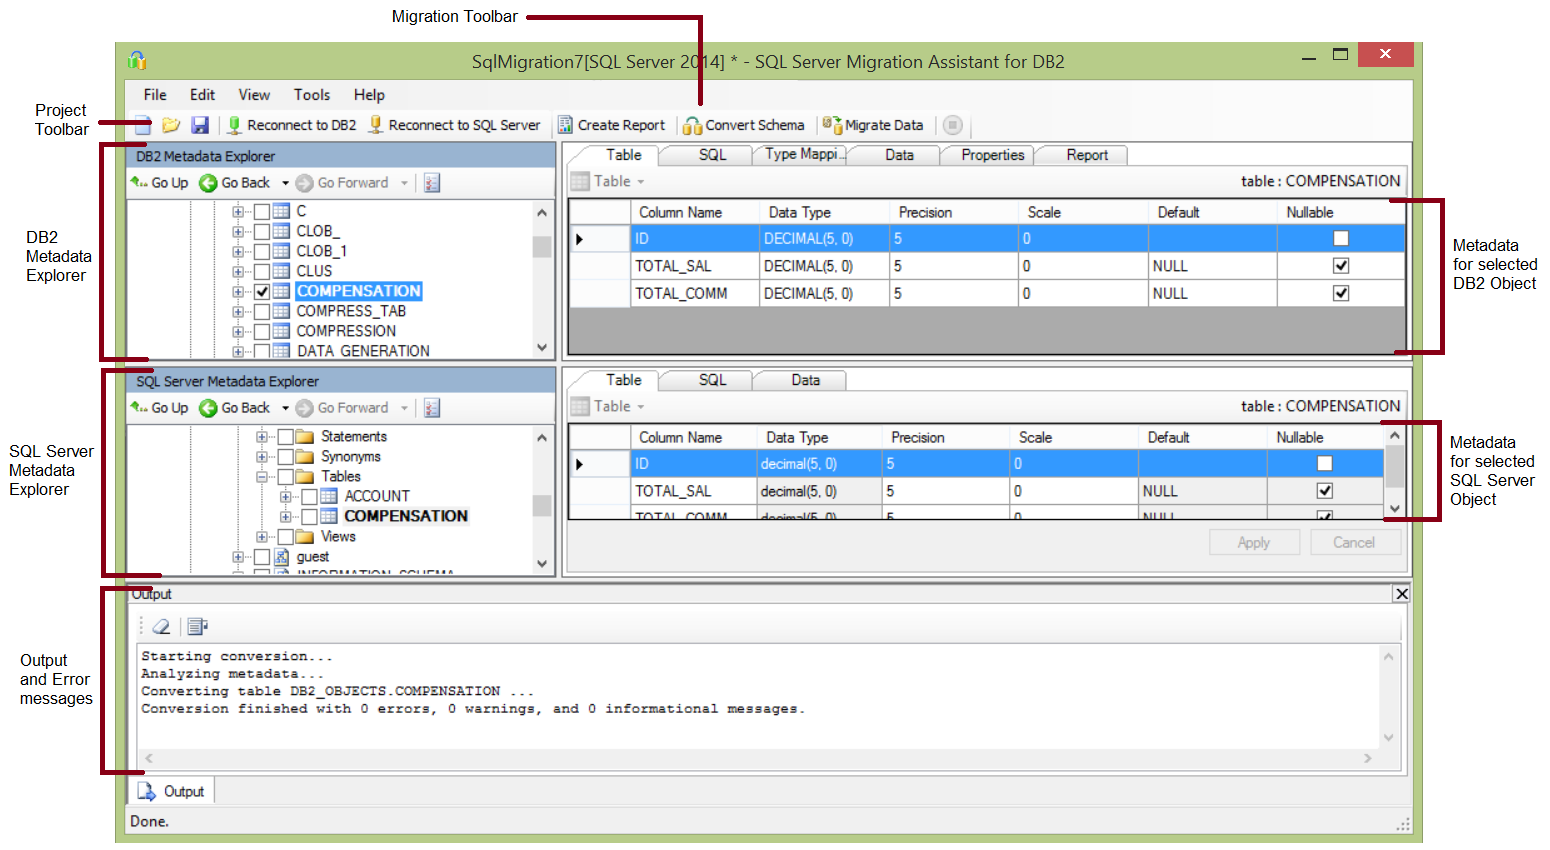 Migration Toolbar
SqlMigration7[SQL Server 2014] * - SQL Server Migration Assistant for DB2
File Edit View Tools Help
Project
Toolbar
Reconnect to DB2 Reconnect to SQL Server Create Report Convert Schema Migrate Data
DB2 Metadata Explorer
Go Up Go Back Go Forward
C
CLOB_
CLOB_1
CLUS
COMPENSATION
COMPRESS_TAB
COMPRESSION
DATA GENERATION
DB2
Metadata
Explorer
Table SQL Type Mappi... Data Properties Report
Table table : COMPENSATION
Column Name Data Type Precision Scale Default Nullable
ID DECIMAL(5, 0) 5 0
TOTAL_SAL DECIMAL(5, 0) 5 0 NULL
TOTAL_COMM DECIMAL(5, 0) 5 0 NULL
Metadata
for selected
DB2 Object
SQL Server Metadata Explorer
Go Up Go Back Go Forward
Statements
Synonyms
Tables
ACCOUNT
COMPENSATION
Views
guest
INFORMATION_SCHEMA
SQL Server
Metadata
Explorer
Table SQL Data
Table table : COMPENSATION
Column Name Data Type Precision Scale Default Nullable
ID decimal(5, 0) 5 0
TOTAL_SAL decimal(5, 0) 5 0 NULL
TOTAL_COMM decimal(5, 0) 5 0 NULL
Apply Cancel
Metadata
for selected
SQL Server
Object
Output
Starting conversion...
Analyzing metadata...
Converting table DB2_OBJECTS.COMPENSATION ...
Conversion finished with 0 errors, 0 warnings, and 0 informational messages.
Output
and Error
messages
Output
Done.